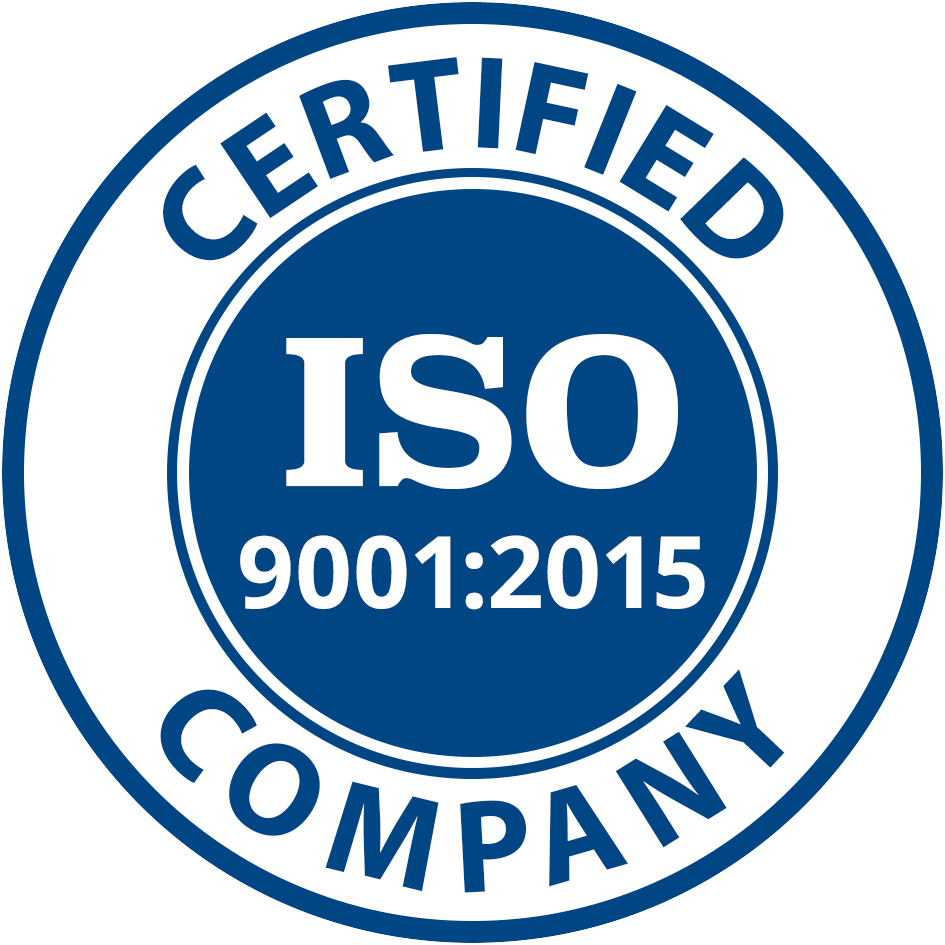 CERTIFIED
ISO
9001:2015
COMPANY